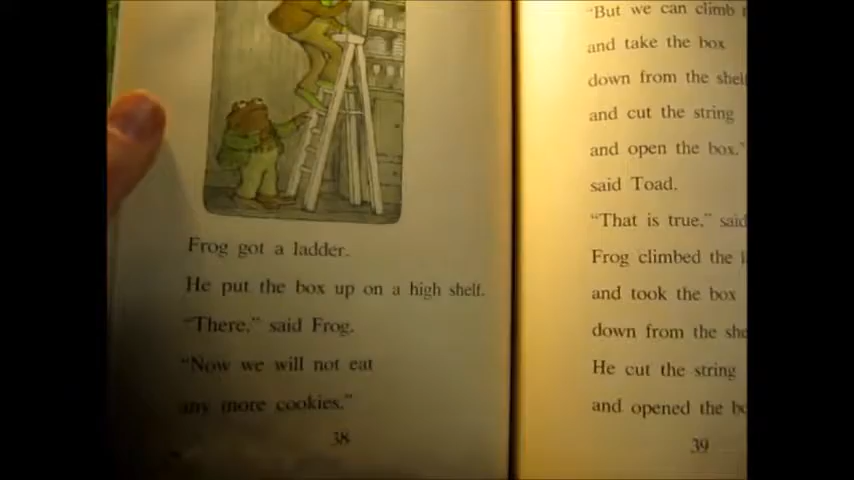 Frog got a ladder.
He put the box up on a high shelf.
"There," said Frog.
"Now we will not eat
any more cookies."
38
"But we can climb
and take the box
down from the shelf
and cut the string
and open the box."
said Toad.
"That is true," said
Frog climbed the
and took the box
down from the
He cut the string
and opened the
39